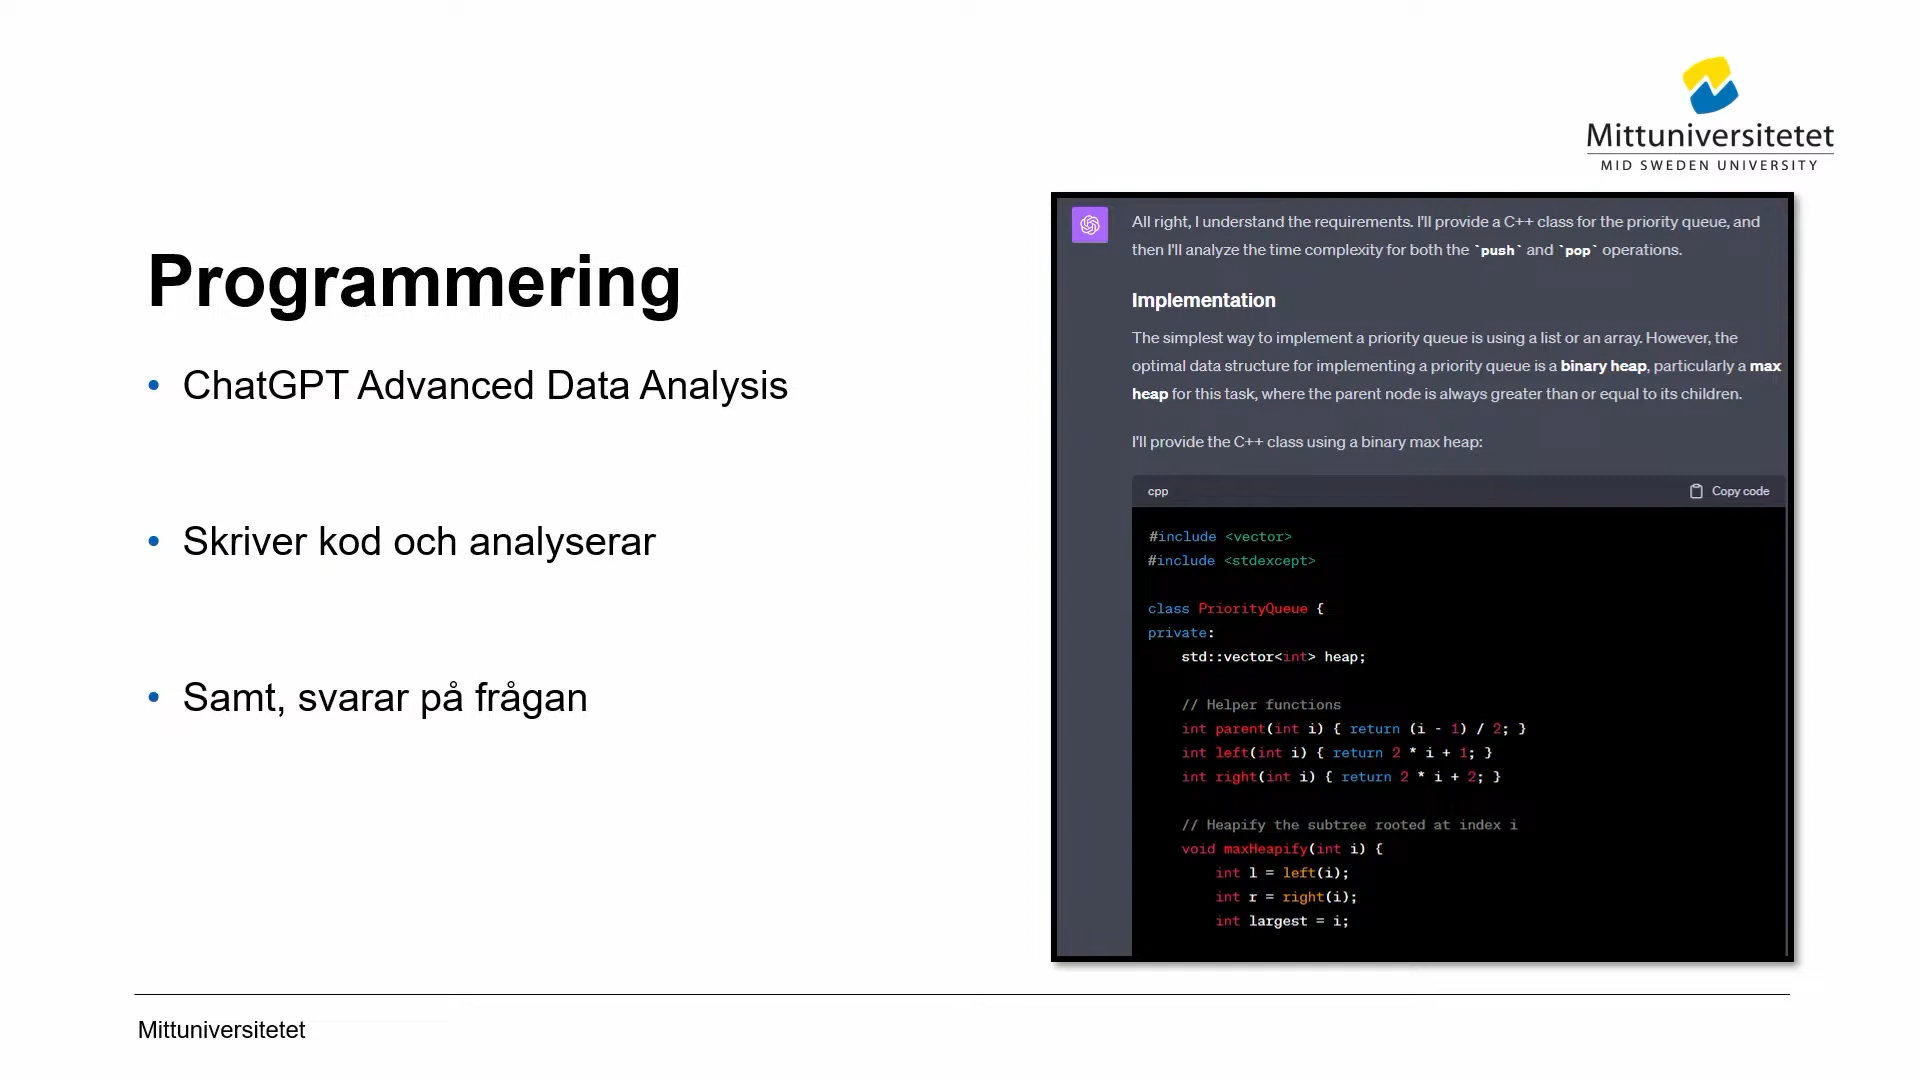 Mittuniversitetet
MID SWEDEN UNIVERSITY
Programmering
• ChatGPT Advanced Data Analysis
• Skriver kod och analyserar
• Samt, svarar på frågan
All right, I understand the requirements. I'll provide a C++ class for the priority queue, and
then I'll analyze the time complexity for both the `push` and `pop` operations.
Implementation
The simplest way to implement a priority queue is using a list or an array. However, the
optimal data structure for implementing a priority queue is a binary heap, particularly a max
heap for this task, where the parent node is always greater than or equal to its children.
I'll provide the C++ class using a binary max heap:
cpp Copy code
#include <vector>
#include <stdexcept>
class PriorityQueue {
private:
    std::vector<int> heap;
    // Helper functions
    int parent(int i) { return (i - 1) / 2; }
    int left(int i) { return 2 * i + 1; }
    int right(int i) { return 2 * i + 2; }
    // Heapify the subtree rooted at index i
    void maxHeapify(int i) {
        int l = left(i);
        int r = right(i);
        int largest = i;
Mittuniversitetet